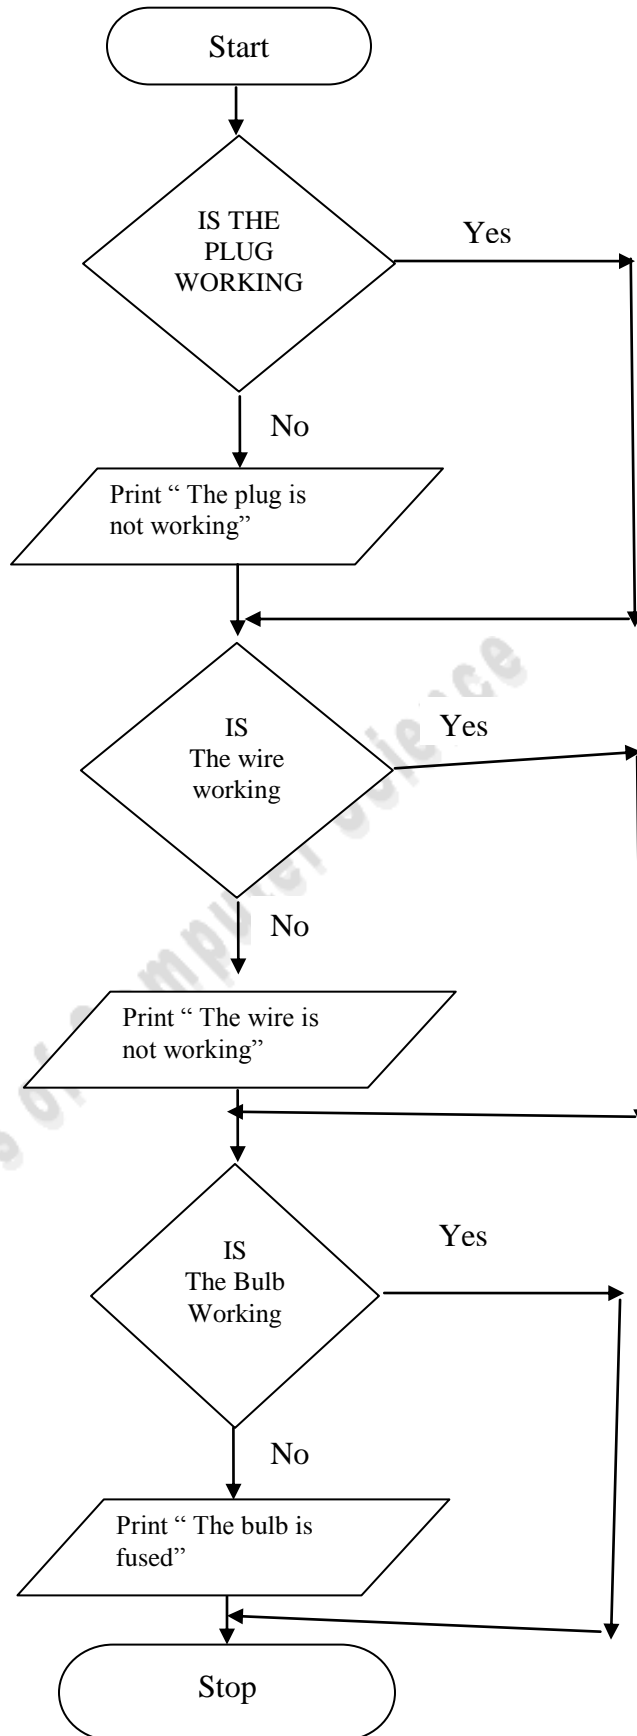 Start
IS THE
PLUG
WORKING
Yes
No
Print “ The plug is
not working”
IS
The wire
working
Yes
No
Print “ The wire is
not working”
IS
The Bulb
Working
Yes
No
Print “ The bulb is
fused”
Stop